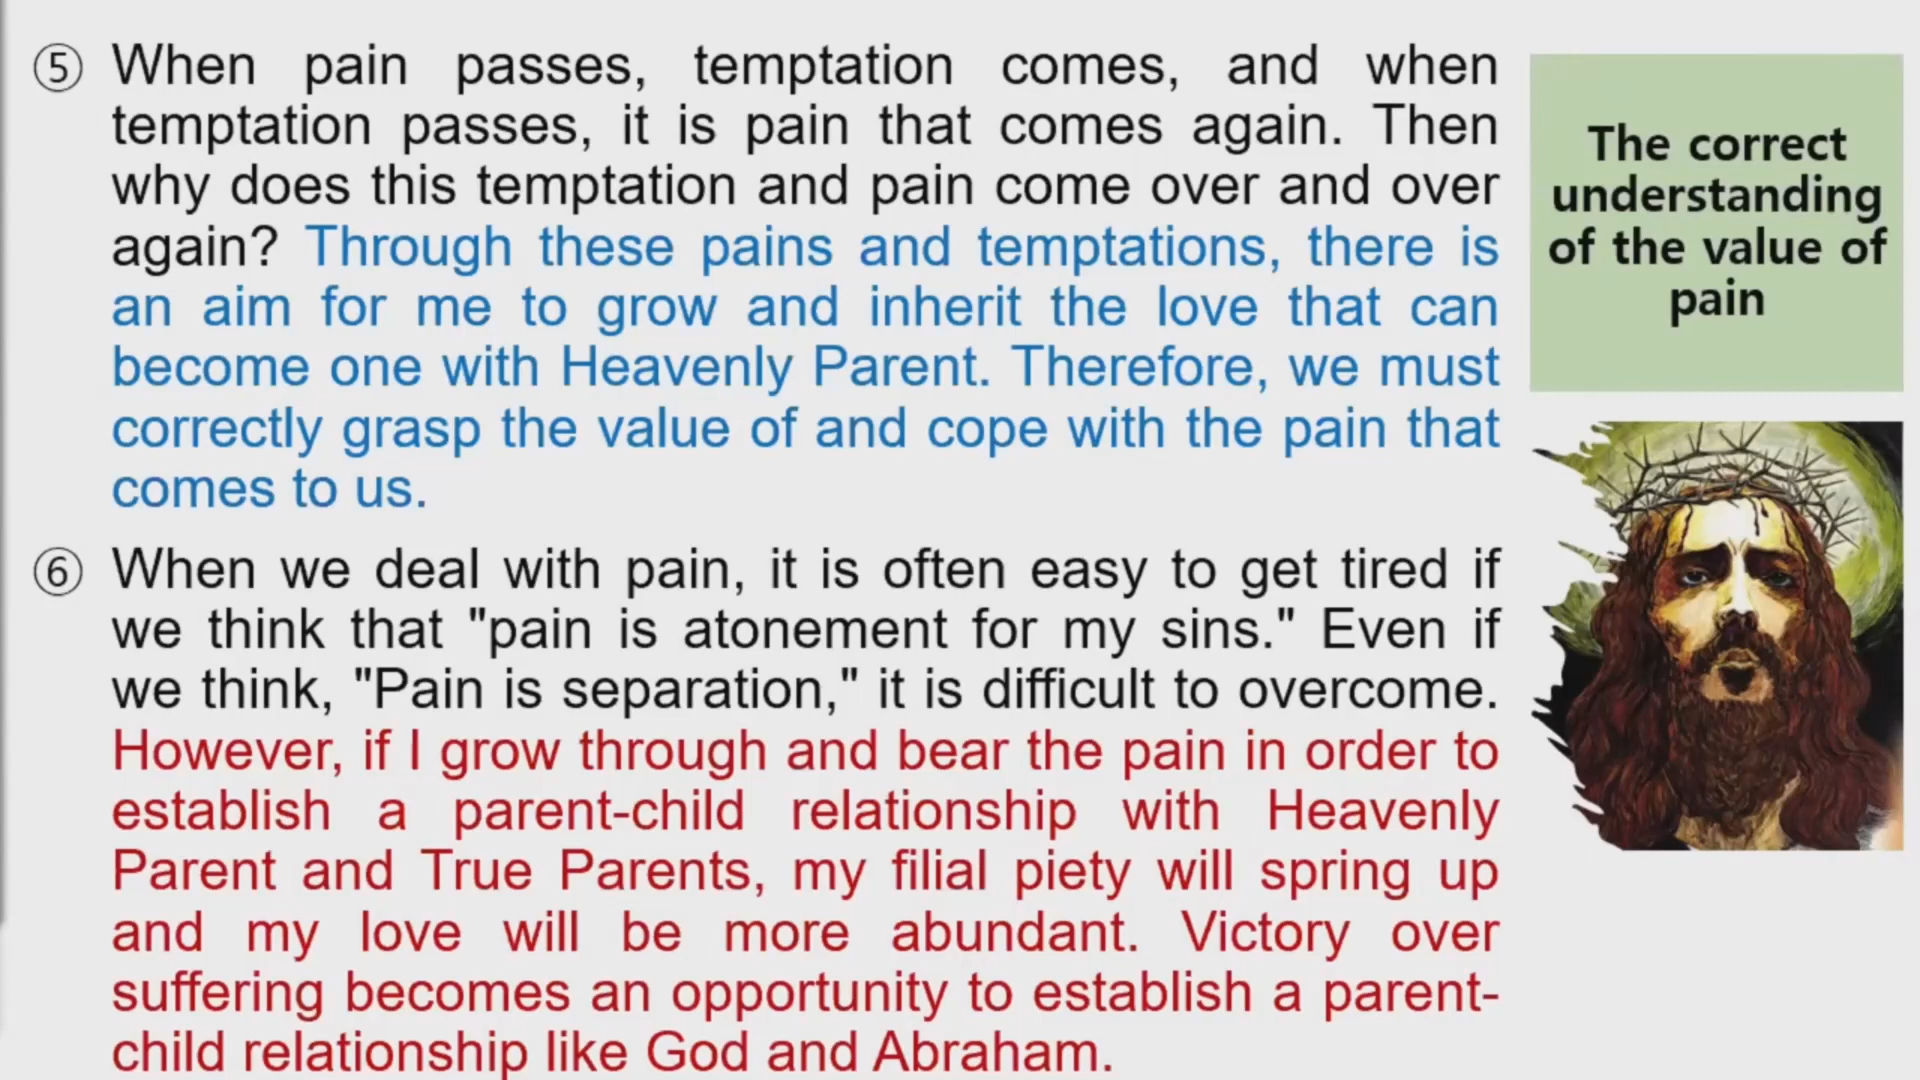 ⑤ When pain passes, temptation comes, and when
temptation passes, it is pain that comes again. Then
why does this temptation and pain come over and over
again? Through these pains and temptations, there is
an aim for me to grow and inherit the love that can
become one with Heavenly Parent. Therefore, we must
correctly grasp the value of and cope with the pain that
comes to us.
⑥ When we deal with pain, it is often easy to get tired if
we think that "pain is atonement for my sins." Even if
we think, "Pain is separation," it is difficult to overcome.
However, if I grow through and bear the pain in order to
establish a parent-child relationship with Heavenly
Parent and True Parents, my filial piety will spring up
and my love will be more abundant. Victory over
suffering becomes an opportunity to establish a parent-
child relationship like God and Abraham.
The correct
understanding
of the value of
pain